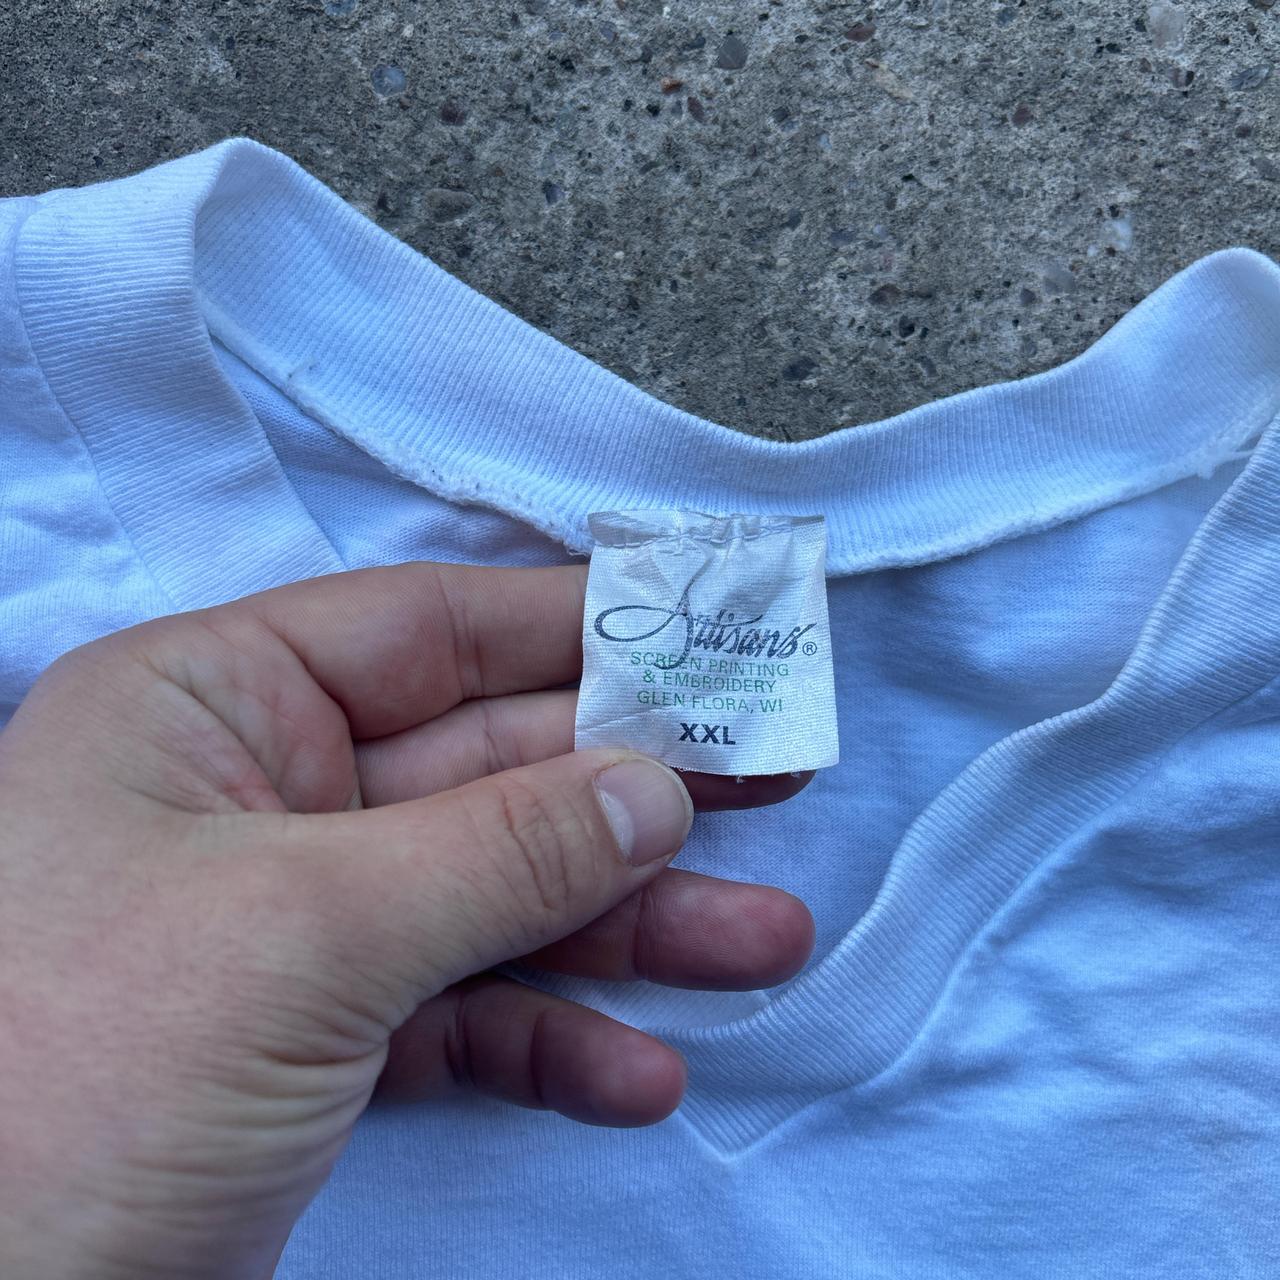 Artisans®
SCREEN PRINTING
& EMBROIDERY
GLEN FLORA, WI
XXL